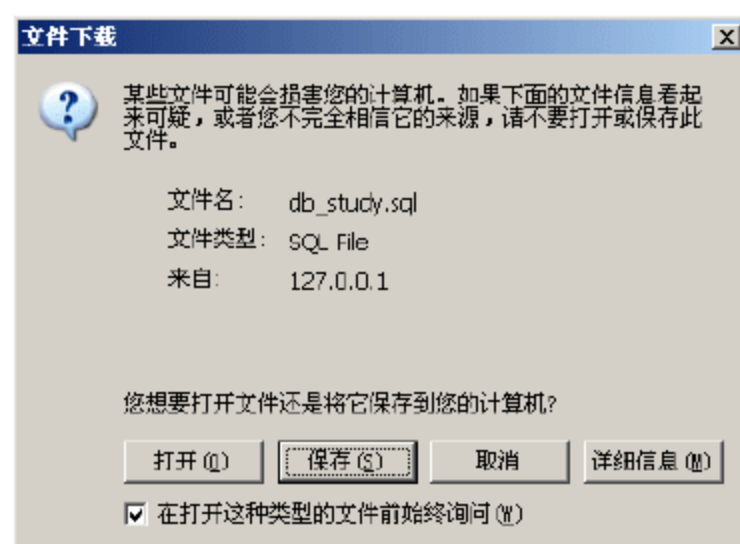 文件下载
某些文件可能会损害您的计算机。如果下面的文件信息看起
来可疑，或者您不完全相信它的来源，请不要打开或保存此
文件。
文件名： db_study.sql
文件类型： SQL File
来自： 127.0.0.1
您想要打开文件还是将它保存到您的计算机?
打开(O) 保存(S) 取消 详细信息(M)
在打开这种类型的文件前始终询问(W)